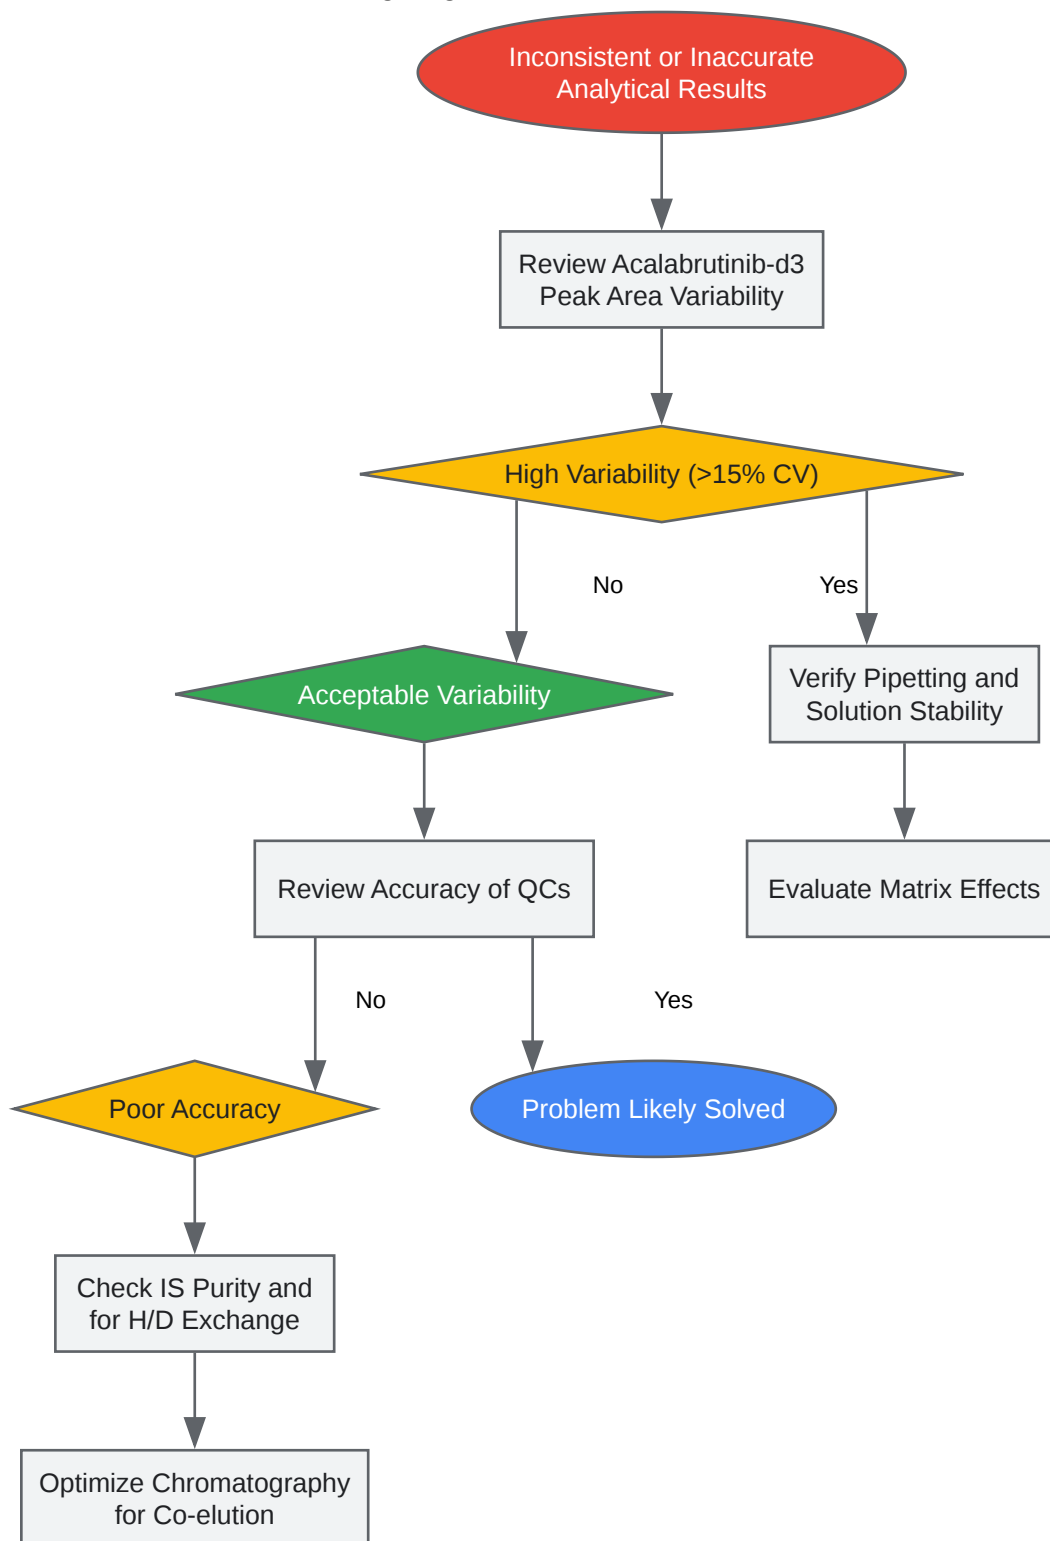 Inconsistent or Inaccurate
Analytical Results
Review Acalabrutinib-d3
Peak Area Variability
High Variability (>15% CV)
No
Yes
Acceptable Variability
Verify Pipetting and
Solution Stability
Review Accuracy of QCs
Evaluate Matrix Effects
No
Yes
Poor Accuracy
Problem Likely Solved
Check IS Purity and
for H/D Exchange
Optimize Chromatography
for Co-elution